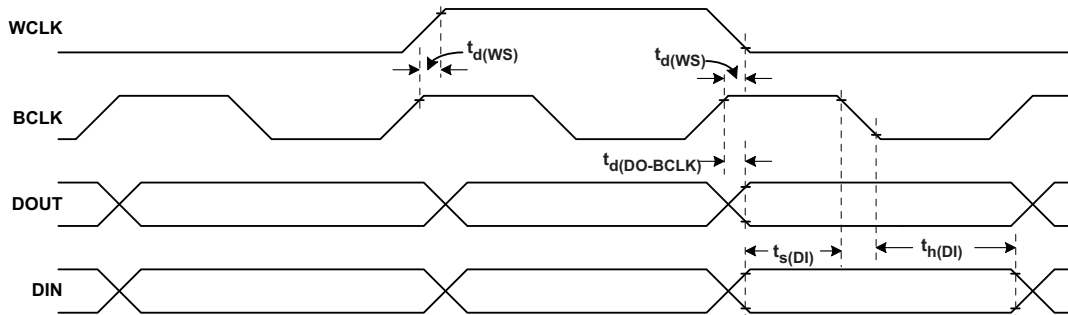 WCLK
t_d(WS)
t_d(WS)
BCLK
t_d(DO-BCLK)
DOUT
t_s(DI)
t_h(DI)
DIN